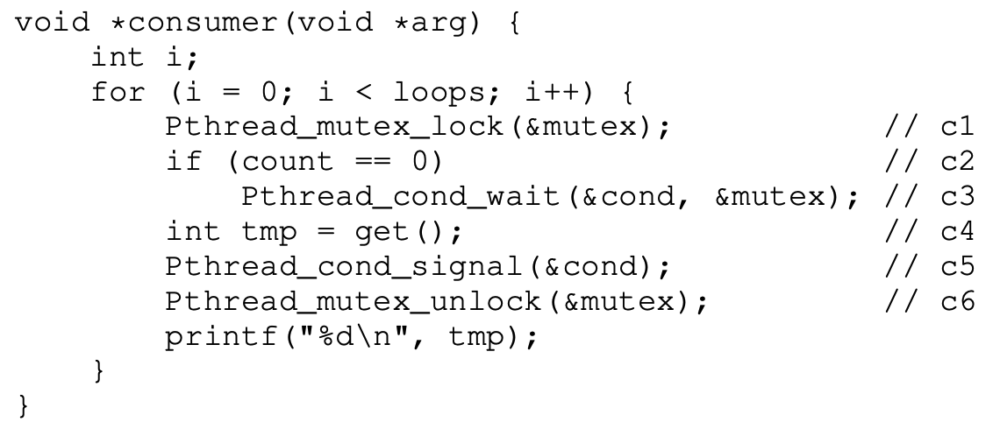 void *consumer(void *arg) {
    int i;
    for (i = 0; i < loops; i++) {
        Pthread_mutex_lock(&mutex);           // c1
        if (count == 0)                       // c2
            Pthread_cond_wait(&cond, &mutex); // c3
        int tmp = get();                      // c4
        Pthread_cond_signal(&cond);           // c5
        Pthread_mutex_unlock(&mutex);         // c6
        printf("%d\n", tmp);
    }
}